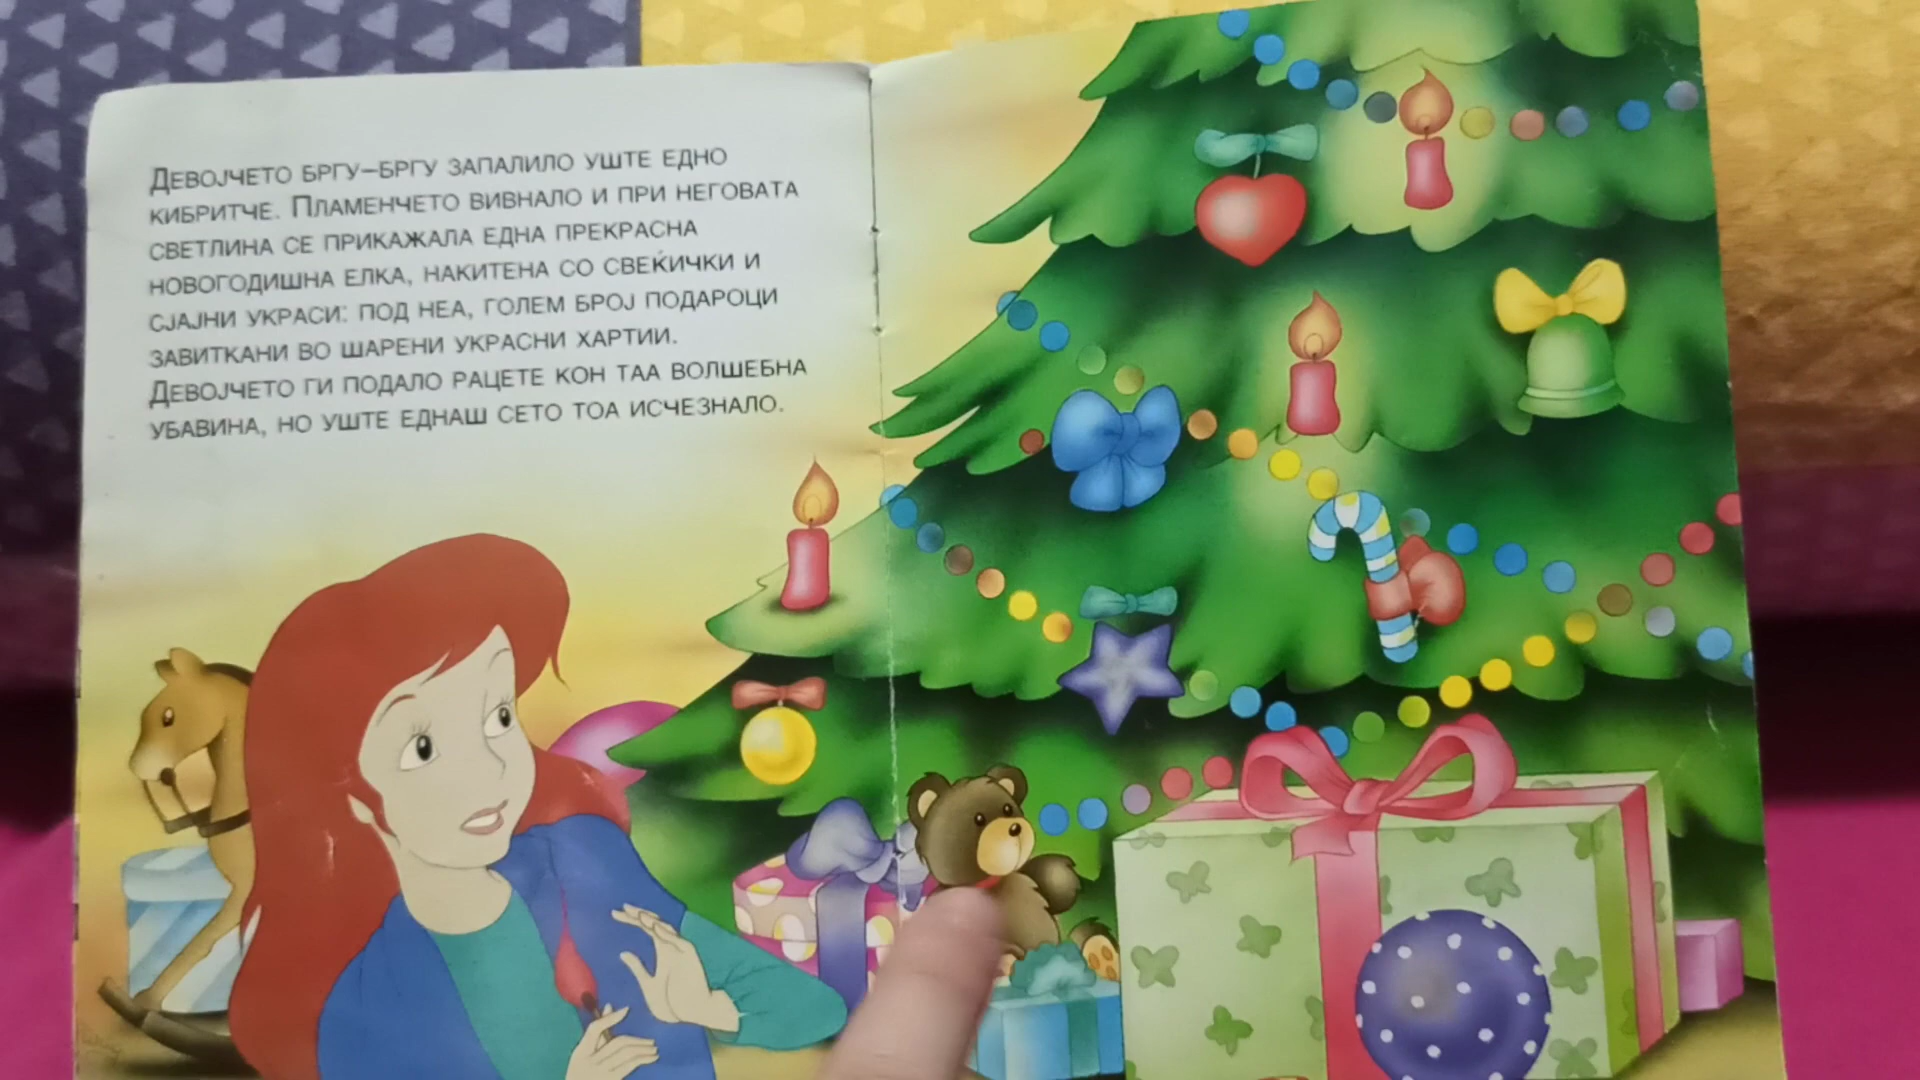 ДЕВОЈЧЕТО БРГУ–БРГУ ЗАПАЛИЛО УШТЕ ЕДНО
КИБРИТЧЕ. ПЛАМЕНЧЕТО ВИВНАЛО И ПРИ НЕГОВАТА
СВЕТЛИНА СЕ ПРИКАЖАЛА ЕДНА ПРЕКРАСНА
НОВОГОДИШНА ЕЛКА, НАКИТЕНА СО СВЕЌИЧКИ И
СЈАЈНИ УКРАСИ: ПОД НЕА, ГОЛЕМ БРОЈ ПОДАРОЦИ
ЗАВИТКАНИ ВО ШАРЕНИ УКРАСНИ ХАРТИИ.
ДЕВОЈЧЕТО ГИ ПОДАЛО РАЦЕТЕ КОН ТАА ВОЛШЕБНА
УБАВИНА, НО УШТЕ ЕДНАШ СЕТО ТОА ИСЧЕЗНАЛО.